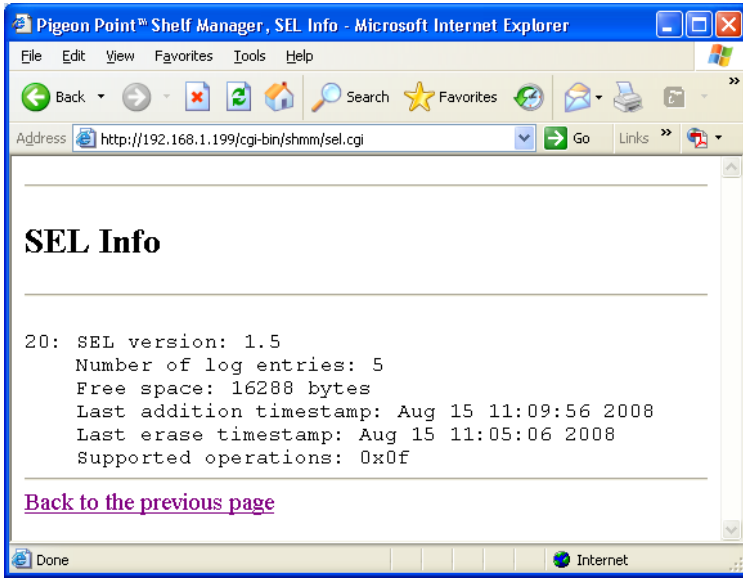 Pigeon Point™ Shelf Manager, SEL Info - Microsoft Internet Explorer
File Edit View Favorites Tools Help
Back Search Favorites »
Address http://192.168.1.199/cgi-bin/shmm/sel.cgi Go Links »
SEL Info
20: SEL version: 1.5
Number of log entries: 5
Free space: 16288 bytes
Last addition timestamp: Aug 15 11:09:56 2008
Last erase timestamp: Aug 15 11:05:06 2008
Supported operations: 0x0f
Back to the previous page
Done Internet